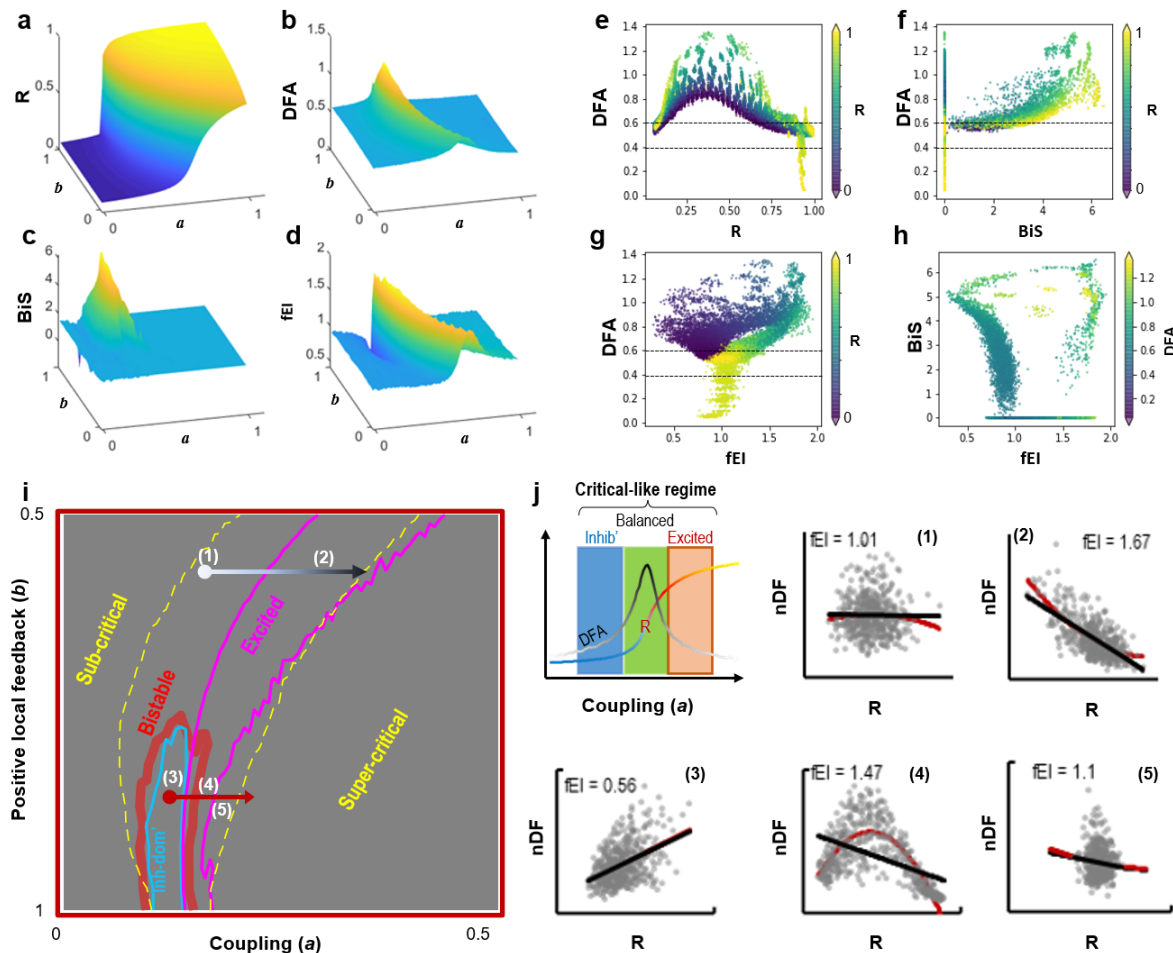 a
1
0.5
0
R
1
b
0
0
a
1
b
1.5
1
0.5
0
DFA
1
b
0
0
a
1
c
6
4
2
0
BiS
1
b
0
0
a
1
d
2
1.5
1
0.5
fEI
1
b
0
0
a
1
e
1.4
1.2
1.0
0.8
0.6
0.4
0.2
0.0
DFA
0.25 0.50 0.75 1.00
R
1
R
0
f
1.4
1.2
1.0
0.8
0.6
0.4
0.2
0.0
DFA
0 2 4 6
BiS
1
R
0
g
1.4
1.2
1.0
0.8
0.6
0.4
0.2
0.0
DFA
0.5 1.0 1.5 2.0
fEI
1
R
0
h
6
5
4
3
2
1
0
BiS
0.5 1.0 1.5 2.0
fEI
1.2
1.0
0.8
0.6
0.4
0.2
DFA
i
0.5
Positive local feedback (b)
1
0
Coupling (a)
0.5
Sub-critical
(1)
(2)
Excited
Bistable
(3)
(4)
(5)
Inh-dom'
Super-critical
j
Critical-like regime
Balanced
Inhib'
Excited
DFA
R
Coupling (a)
(1)
fEI = 1.01
nDF
R
(2)
fEI = 1.67
nDF
R
(3)
fEI = 0.56
nDF
R
(4)
fEI = 1.47
nDF
R
(5)
fEI = 1.1
nDF
R